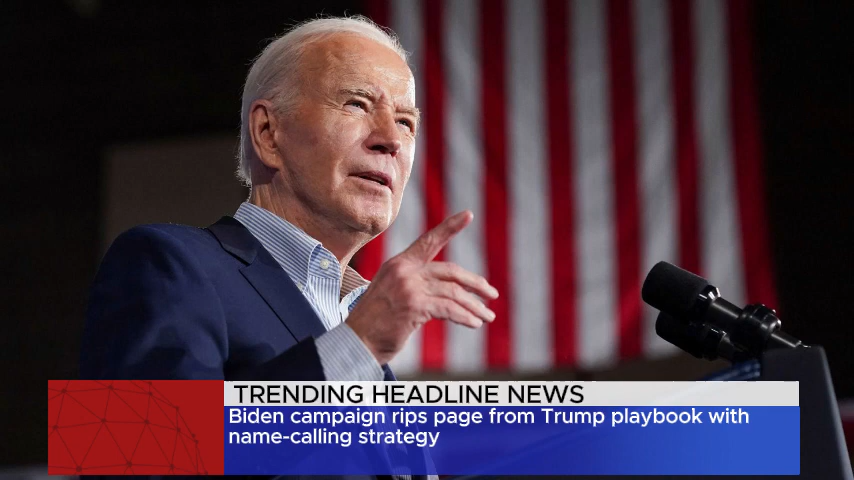 TRENDING HEADLINE NEWS
Biden campaign rips page from Trump playbook with
name-calling strategy